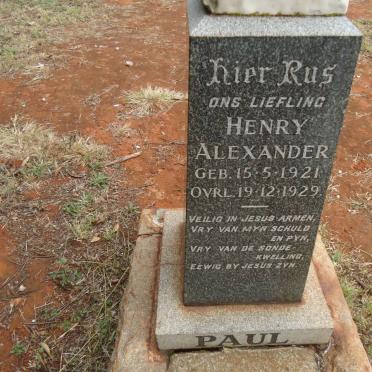 Hier Rus
ONS LIEFLING
HENRY
ALEXANDER
GEB. 15·5·1921
OVRL. 19·12·1929.
VEILIG IN JESUS ARMEN,
VRY VAN MYN SCHULD
EN PYN,
VRY VAN DE SONDE-
KWELLING,
EEWIG BY JESUS ZYN.
PAUL